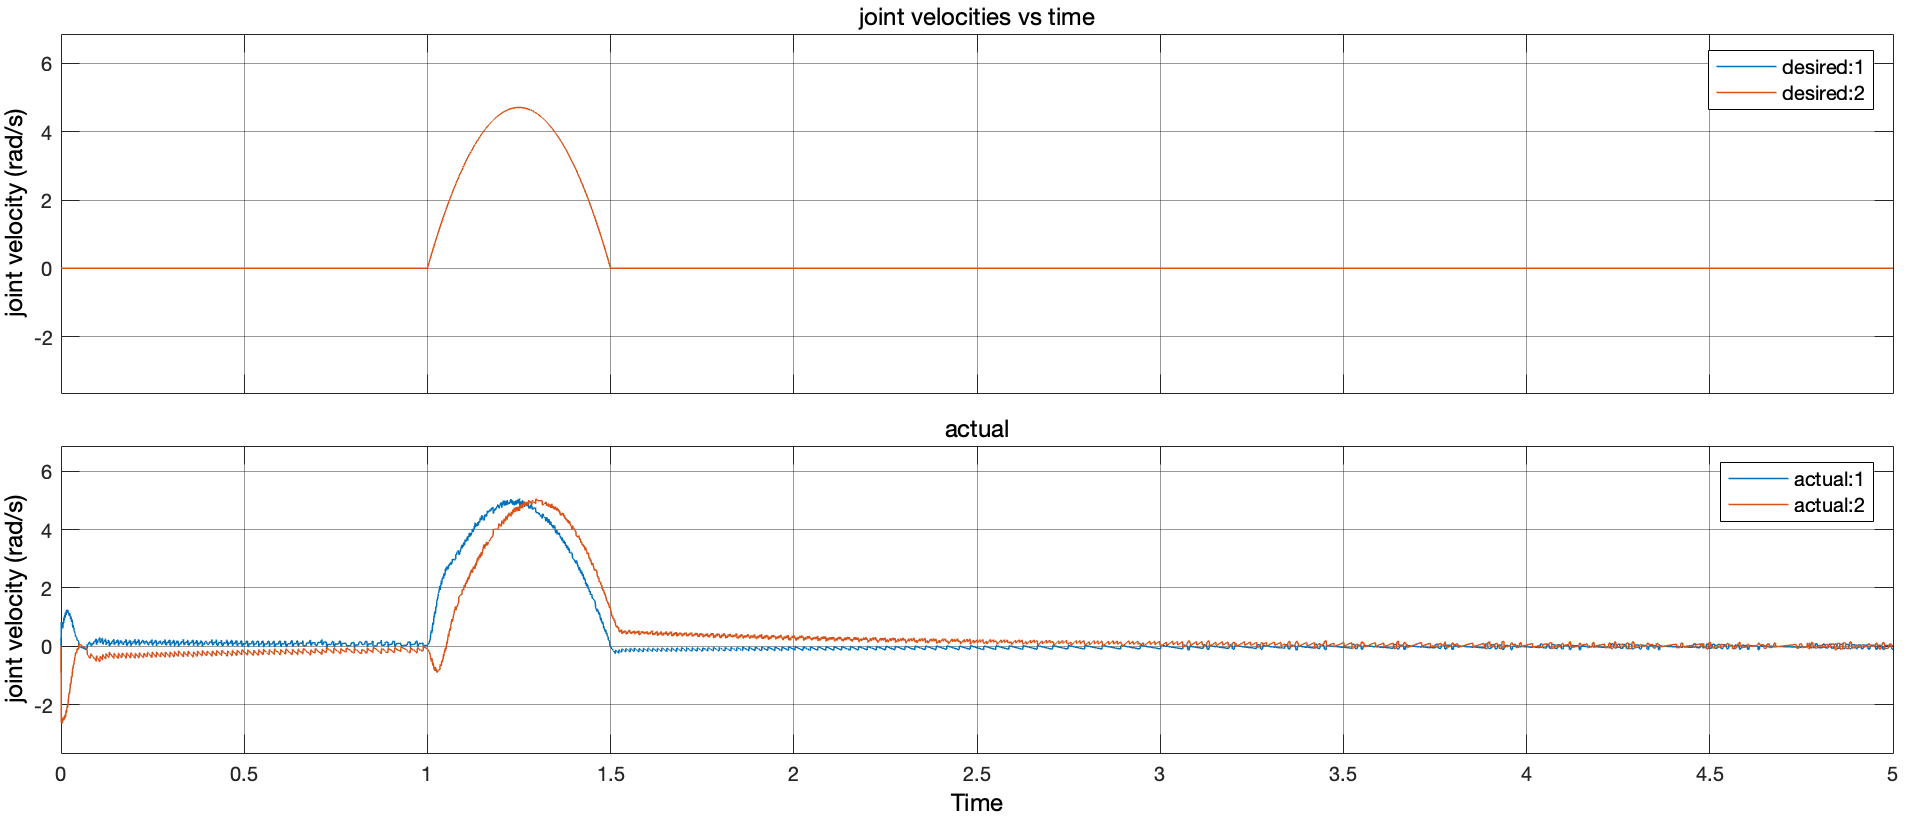 joint velocities vs time
joint velocity (rad/s)
6
4
2
0
-2
desired:1
desired:2
actual
joint velocity (rad/s)
6
4
2
0
-2
actual:1
actual:2
0 0.5 1 1.5 2 2.5 3 3.5 4 4.5 5
Time